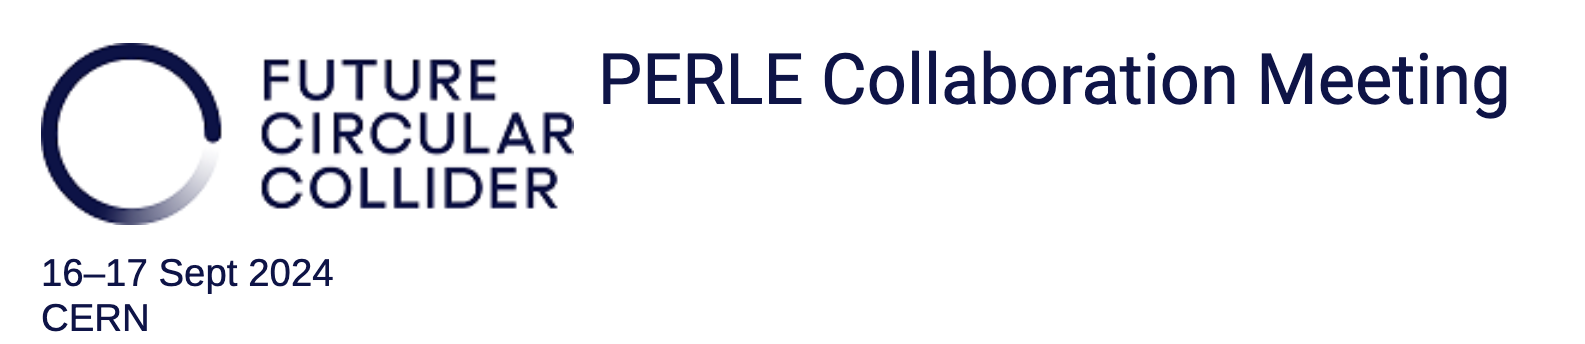 FUTURE
CIRCULAR
COLLIDER
PERLE Collaboration Meeting
16–17 Sept 2024
CERN